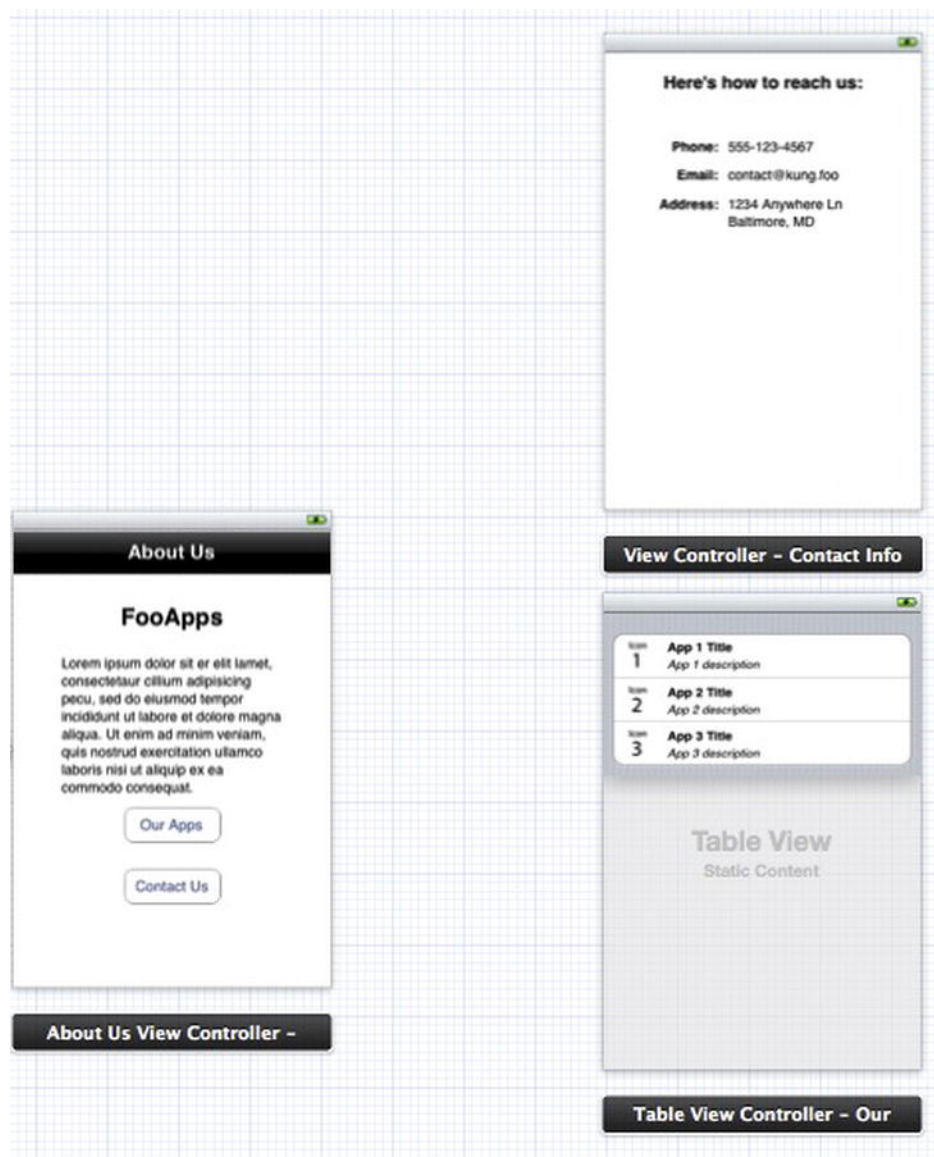 Here's how to reach us:
Phone: 555-123-4567
Email: contact@kung.foo
Address: 1234 Anywhere Ln
Baltimore, MD
View Controller - Contact Info
About Us
FooApps
Lorem ipsum dolor sit er elit lamet,
consectetaur cillium adipisicing
pecu, sed do eiusmod tempor
incididunt ut labore et dolore magna
aliqua. Ut enim ad minim veniam,
quis nostrud exercitation ullamco
laboris nisi ut aliquip ex ea
commodo consequat.
Our Apps
Contact Us
About Us View Controller -
Icon
1
App 1 Title
App 1 description
Icon
2
App 2 Title
App 2 description
Icon
3
App 3 Title
App 3 description
Table View
Static Content
Table View Controller - Our